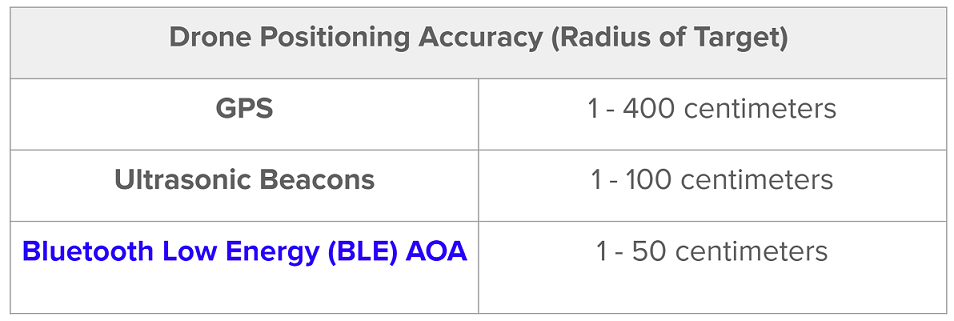 Drone Positioning Accuracy (Radius of Target)
GPS 1 - 400 centimeters
Ultrasonic Beacons 1 - 100 centimeters
Bluetooth Low Energy (BLE) AOA 1 - 50 centimeters